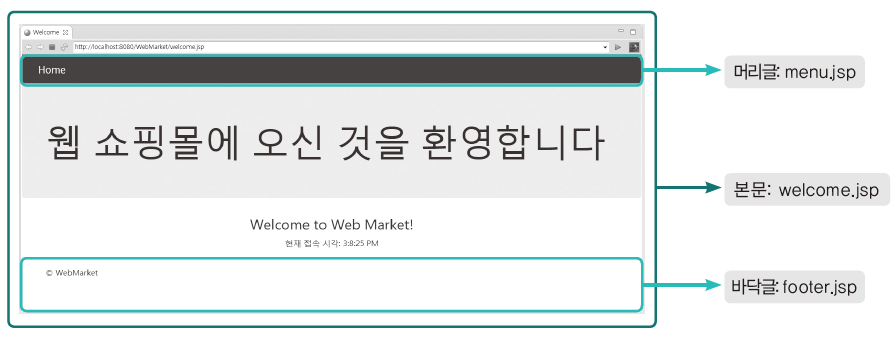 Welcome
http://localhost:8080/WebMarket/welcome.jsp
Home
머리글: menu.jsp
웹 쇼핑몰에 오신 것을 환영합니다
본문: welcome.jsp
Welcome to Web Market!
현재 접속 시각: 3:8:25 PM
© WebMarket
바닥글: footer.jsp